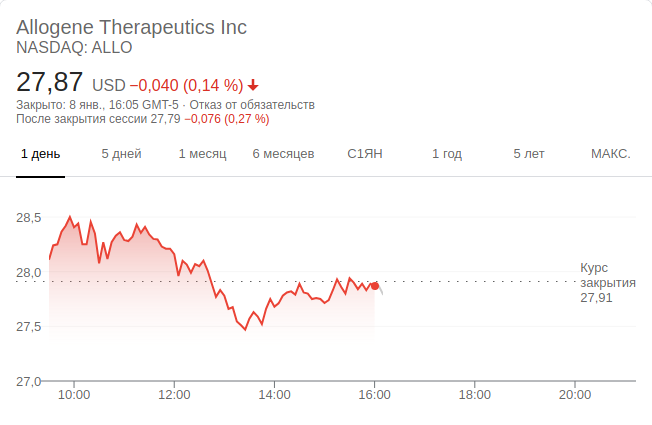 Allogene Therapeutics Inc
NASDAQ: ALLO
27,87 USD −0,040 (0,14 %)
Закрыто: 8 янв., 16:05 GMT-5 · Отказ от обязательств
После закрытия сессии 27,79 −0,076 (0,27 %)
1 день 5 дней 1 месяц 6 месяцев С1ЯН 1 год 5 лет МАКС.
28,5
28,0
27,5
27,0
Курс
закрытия
27,91
10:00 12:00 14:00 16:00 18:00 20:00